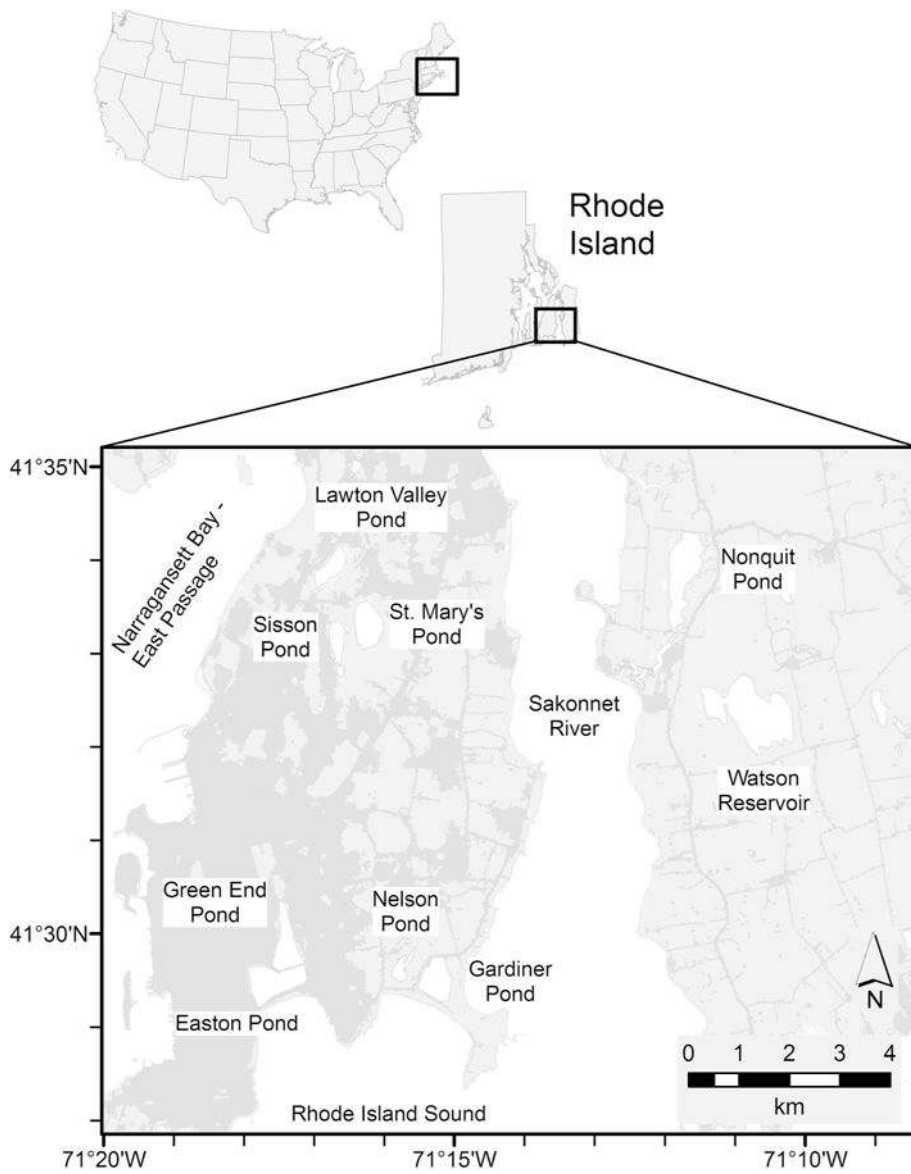 Rhode
Island
41°35'N
Lawton Valley
Pond
Narragansett Bay -
East Passage
Nonquit
Pond
Sisson
Pond
St. Mary's
Pond
Sakonnet
River
Watson
Reservoir
Green End
Pond
Nelson
Pond
41°30'N
Gardiner
Pond
N
Easton Pond
0 1 2 3 4
km
Rhode Island Sound
71°20'W 71°15'W 71°10'W